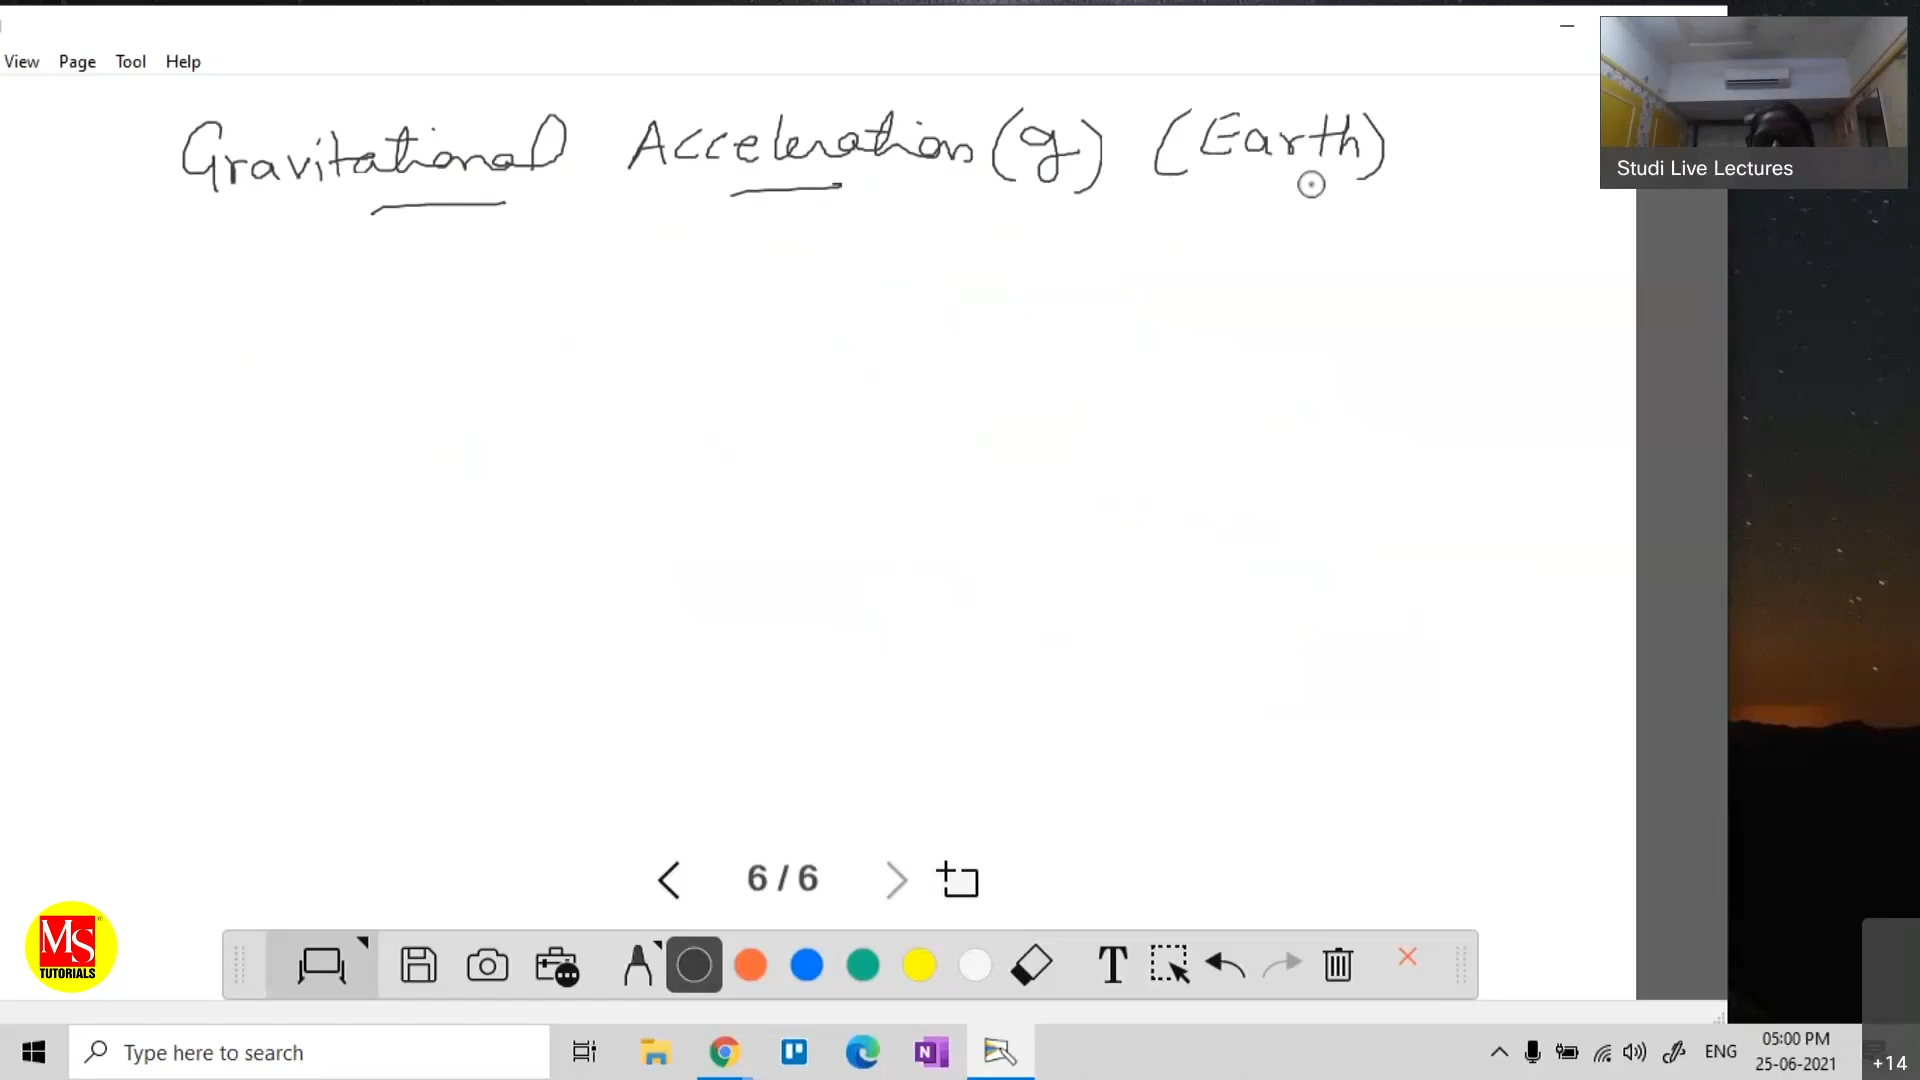 View Page Tool Help
Gravitational Acceleration (g) (Earth)
Studi Live Lectures
6 / 6
MS
TUTORIALS
T
Type here to search
N
ENG
05:00 PM
25-06-2021
+14